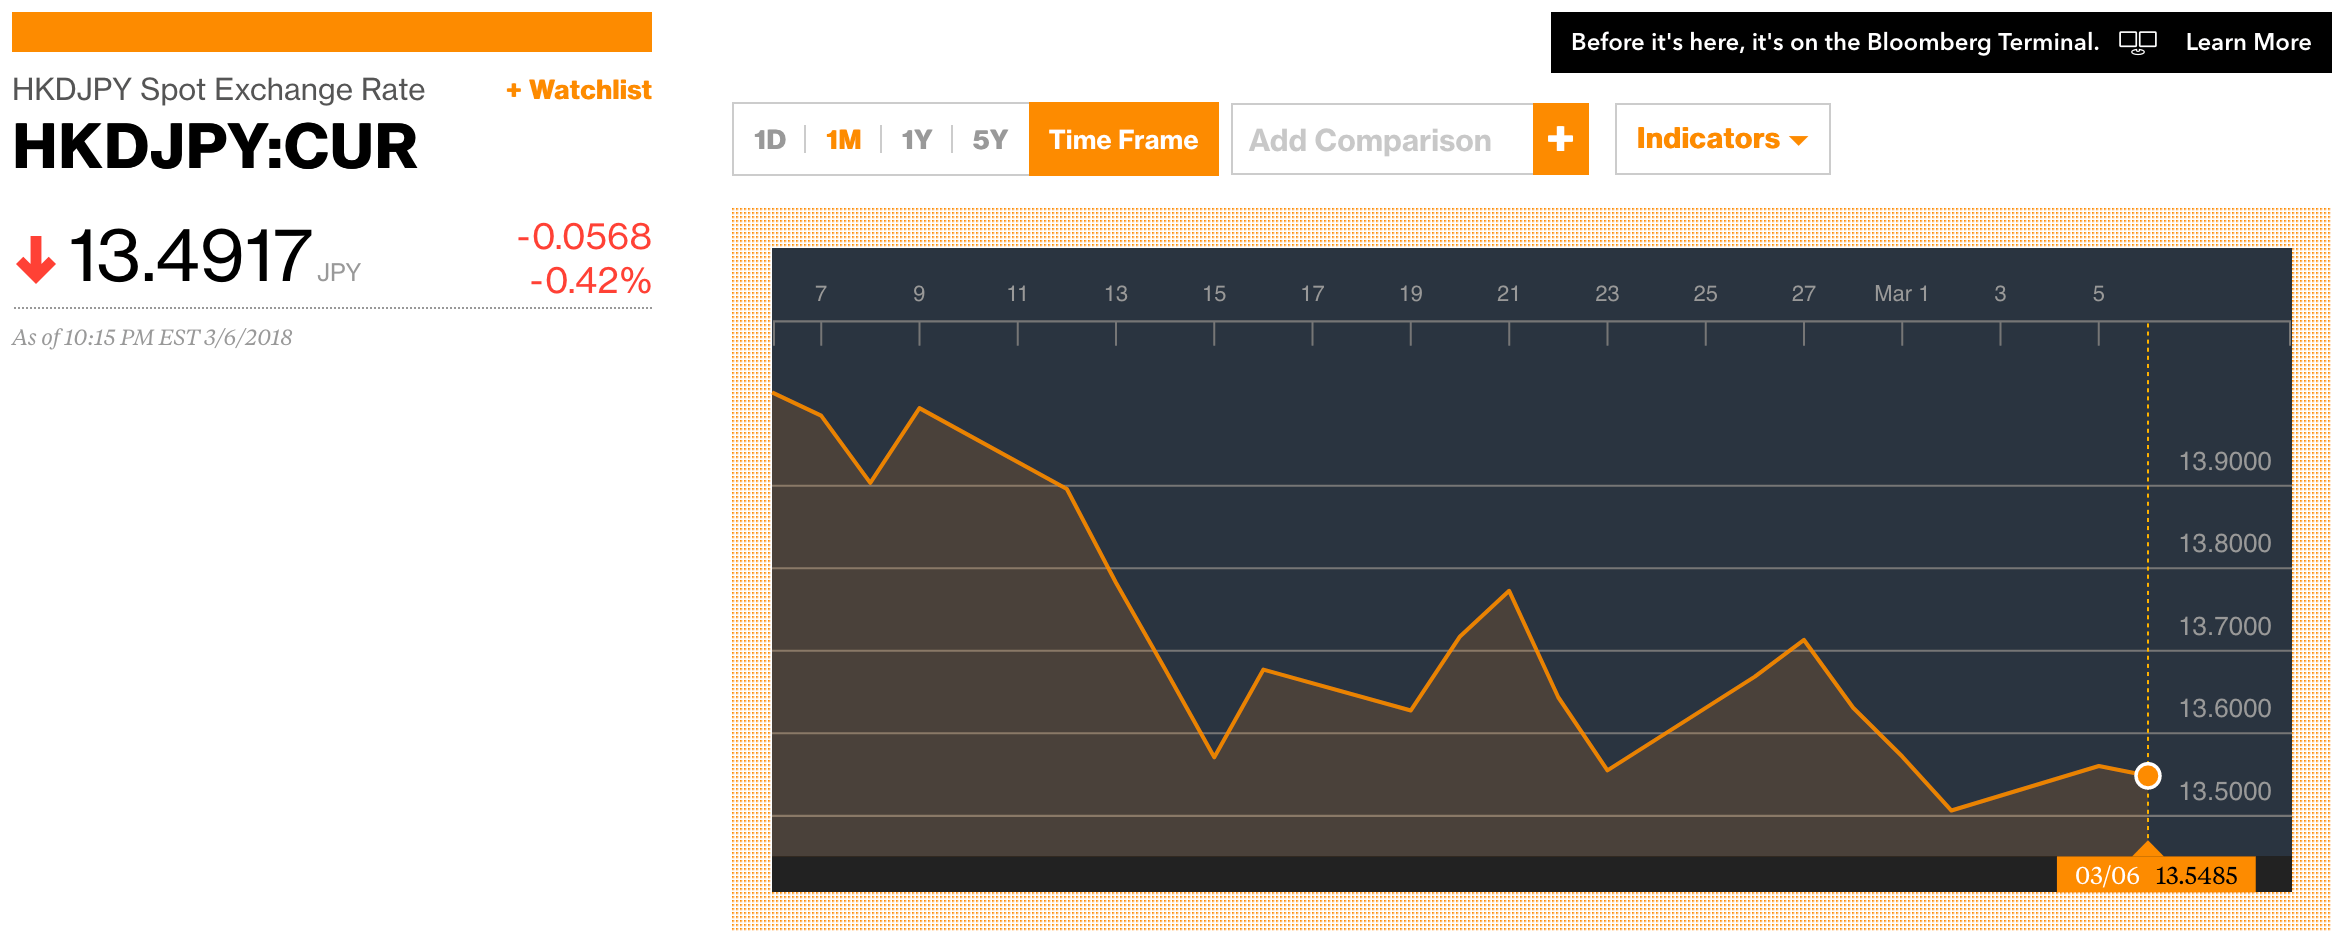 Before it's here, it's on the Bloomberg Terminal. Learn More
HKDJPY Spot Exchange Rate + Watchlist
HKDJPY:CUR
13.4917 JPY
-0.0568
-0.42%
As of 10:15 PM EST 3/6/2018
1D 1M 1Y 5Y Time Frame Add Comparison + Indicators
7 9 11 13 15 17 19 21 23 25 27 Mar 1 3 5
13.9000
13.8000
13.7000
13.6000
13.5000
03/06 13.5485